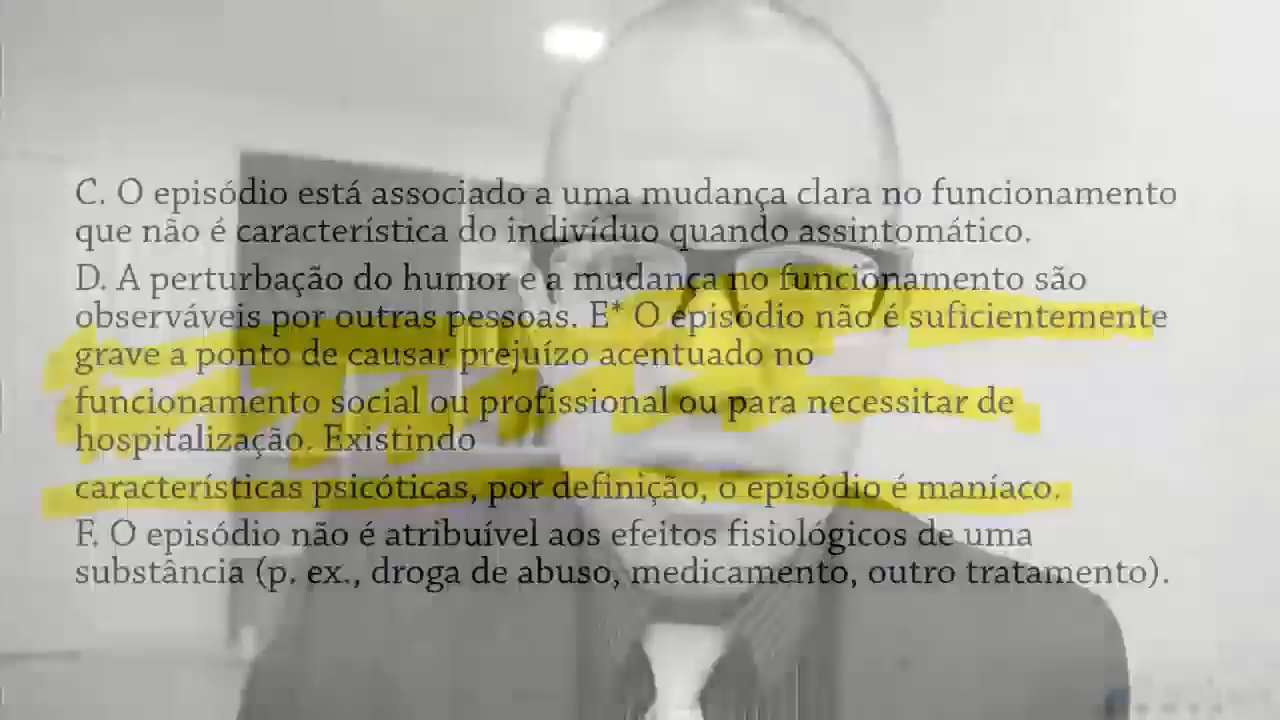 C. O episódio está associado a uma mudança clara no funcionamento
que não é característica do indivíduo quando assintomático.
D. A perturbação do humor e a mudança no funcionamento são
observáveis por outras pessoas. E* O episódio não é suficientemente
grave a ponto de causar prejuízo acentuado no
funcionamento social ou profissional ou para necessitar de
hospitalização. Existindo
características psicóticas, por definição, o episódio é maníaco.
F. O episódio não é atribuível aos efeitos fisiológicos de uma
substância (p. ex., droga de abuso, medicamento, outro tratamento).